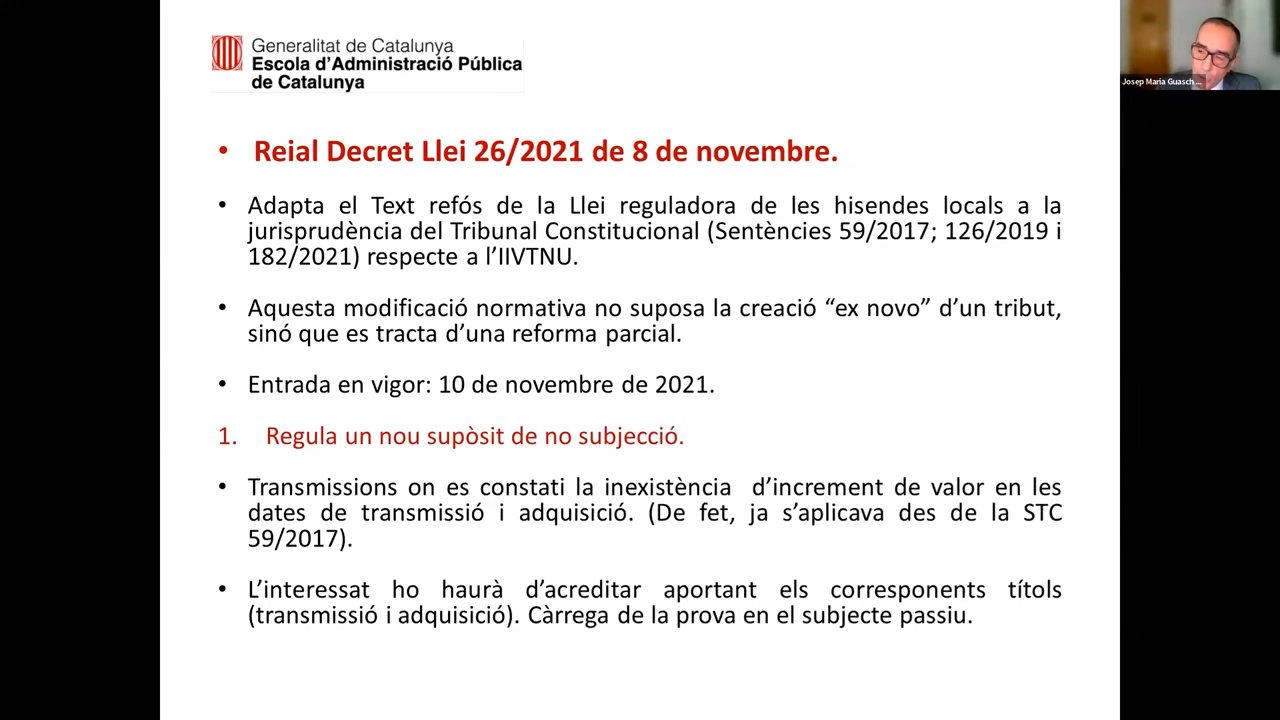 Generalitat de Catalunya
Escola d'Administració Pública
de Catalunya
Josep Maria Guasch ...
• Reial Decret Llei 26/2021 de 8 de novembre.
• Adapta el Text refós de la Llei reguladora de les hisendes locals a la
jurisprudència del Tribunal Constitucional (Sentències 59/2017; 126/2019 i
182/2021) respecte a l’IIVTNU.
• Aquesta modificació normativa no suposa la creació “ex novo” d’un tribut,
sinó que es tracta d’una reforma parcial.
• Entrada en vigor: 10 de novembre de 2021.
1. Regula un nou supòsit de no subjecció.
• Transmissions on es constati la inexistència d’increment de valor en les
dates de transmissió i adquisició. (De fet, ja s’aplicava des de la STC
59/2017).
• L’interessat ho haurà d’acreditar aportant els corresponents títols
(transmissió i adquisició). Càrrega de la prova en el subjecte passiu.